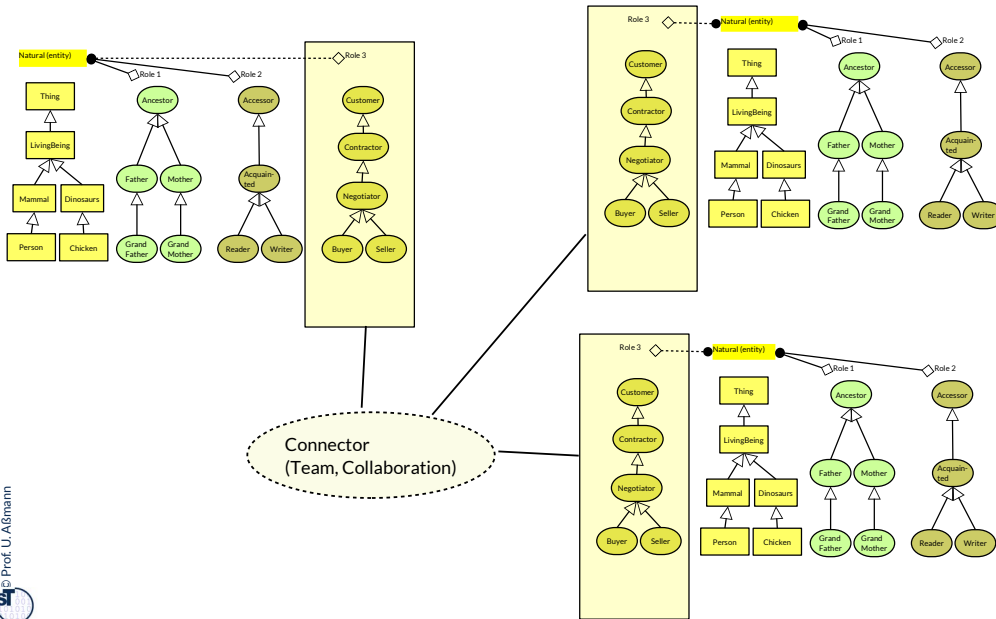 Natural (entity)
Role 1
Role 2
Role 3
Thing
Ancestor
Accessor
Customer
LivingBeing
Contractor
Father
Mother
Acquain-
ted
Mammal
Dinosaurs
Negotiator
Person
Chicken
Grand
Father
Grand
Mother
Reader
Writer
Buyer
Seller
Role 3
Natural (entity)
Role 1
Role 2
Customer
Thing
Ancestor
Accessor
Contractor
LivingBeing
Negotiator
Father
Mother
Acquain-
ted
Mammal
Dinosaurs
Buyer
Seller
Person
Chicken
Grand
Father
Grand
Mother
Reader
Writer
Role 3
Natural (entity)
Role 1
Role 2
Customer
Thing
Ancestor
Accessor
Contractor
LivingBeing
Negotiator
Father
Mother
Acquain-
ted
Mammal
Dinosaurs
Buyer
Seller
Person
Chicken
Grand
Father
Grand
Mother
Reader
Writer
Connector
(Team, Collaboration)
© Prof. U. Aßmann
ST